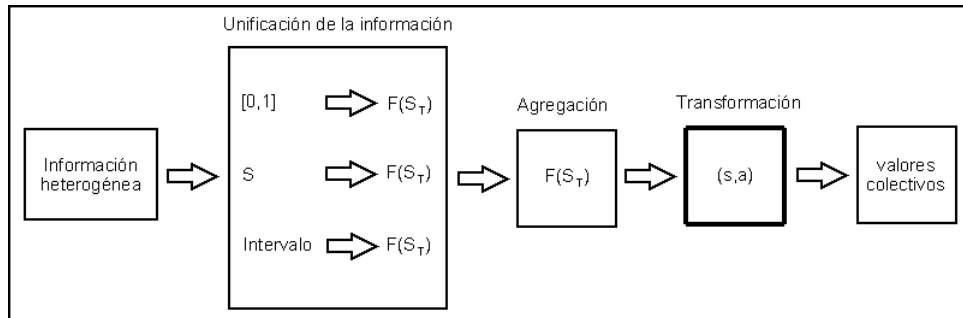 Unificación de la información
[0,1] F(S_T)
Agregación
Transformación
Información
heterogénea
S F(S_T)
F(S_T)
(s,a)
valores
colectivos
Intervalo F(S_T)